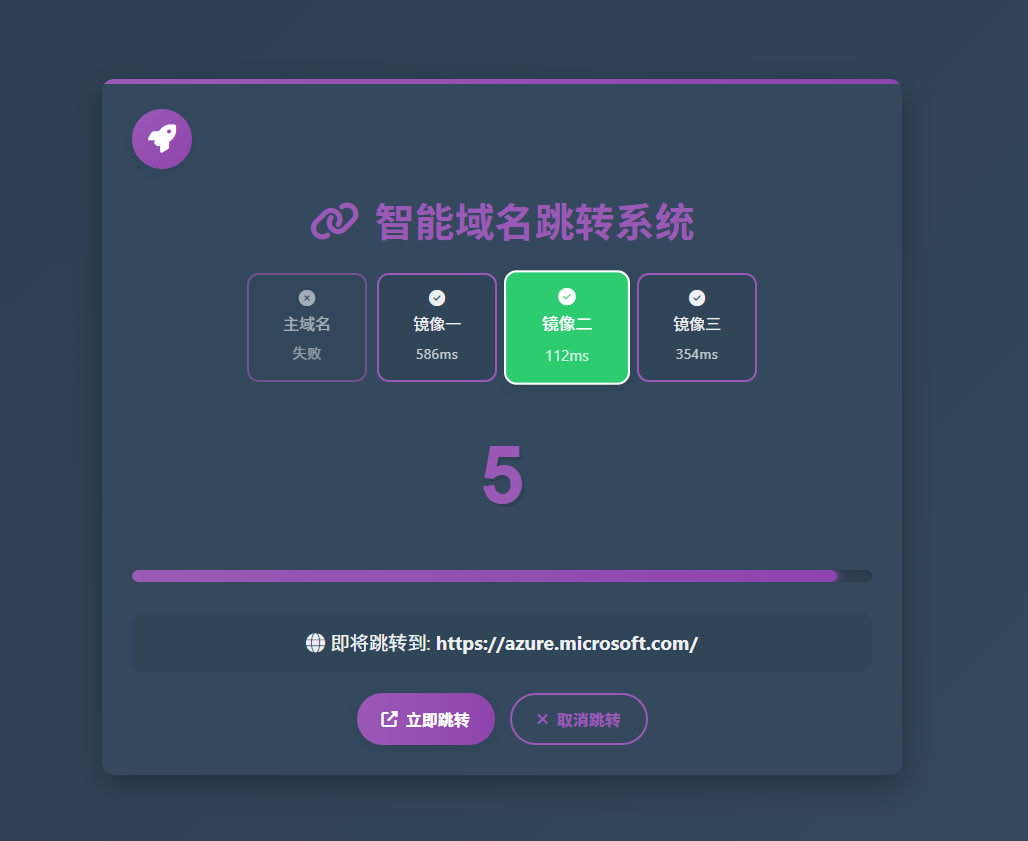 智能域名跳转系统
主域名
失败
镜像一
586ms
镜像二
112ms
镜像三
354ms
5
即将跳转到: https://azure.microsoft.com/
立即跳转
取消跳转